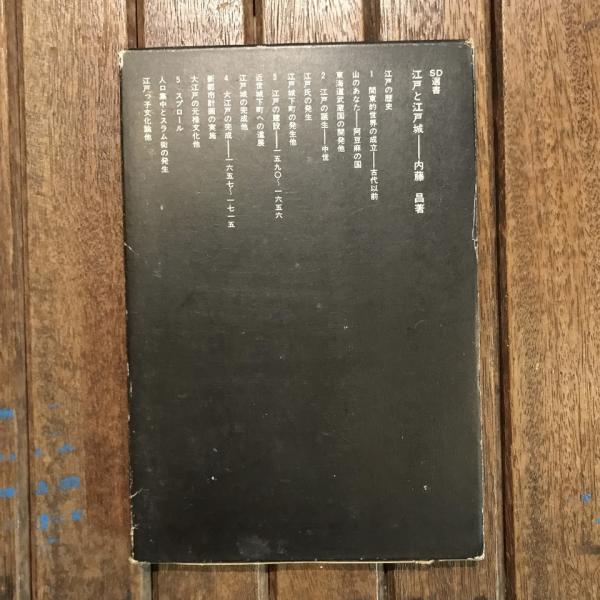 SD選書
江戸と江戸城——内藤 昌著
江戸の歴史
1 関東的世界の成立——古代以前
山のあなた——阿豆麻の国
東海道武蔵国の開発他
2 江戸の誕生——中世
江戸氏の発生
江戸城下町の発生他
3 江戸の建設——一五九〇〜一六五六
近世城下町への進展
江戸城の完成他
4 大江戸の完成——一六五七〜一七一五
新都市計画の実施
大江戸の元禄文化他
5 スプロール
人口集中とスラム街の発生
江戸っ子文化論他